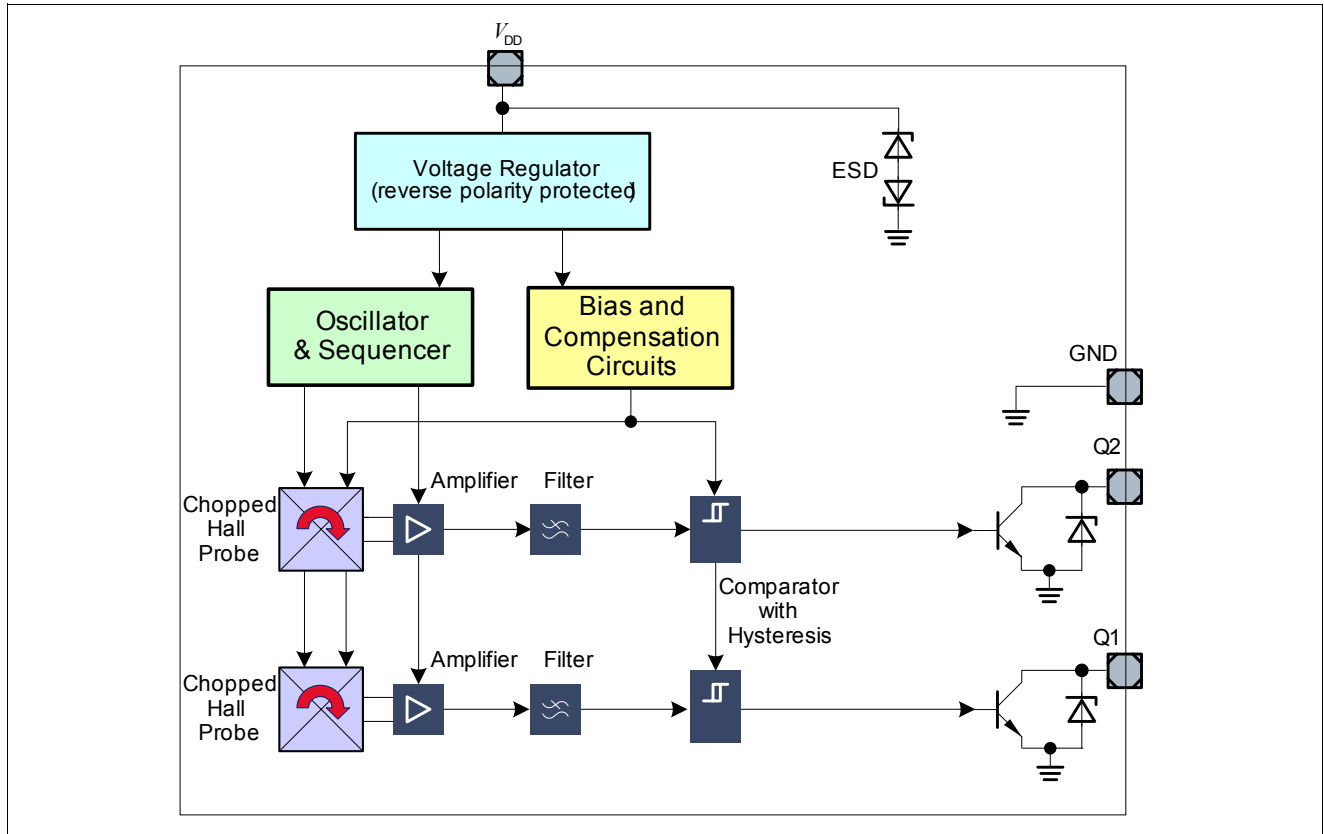 VDD
Voltage Regulator
(reverse polarity protected)
ESD
Oscillator
& Sequencer
Bias and
Compensation
Circuits
GND
Q2
Amplifier
Filter
Chopped
Hall
Probe
Comparator
with
Hysteresis
Q1
Amplifier
Filter
Chopped
Hall
Probe